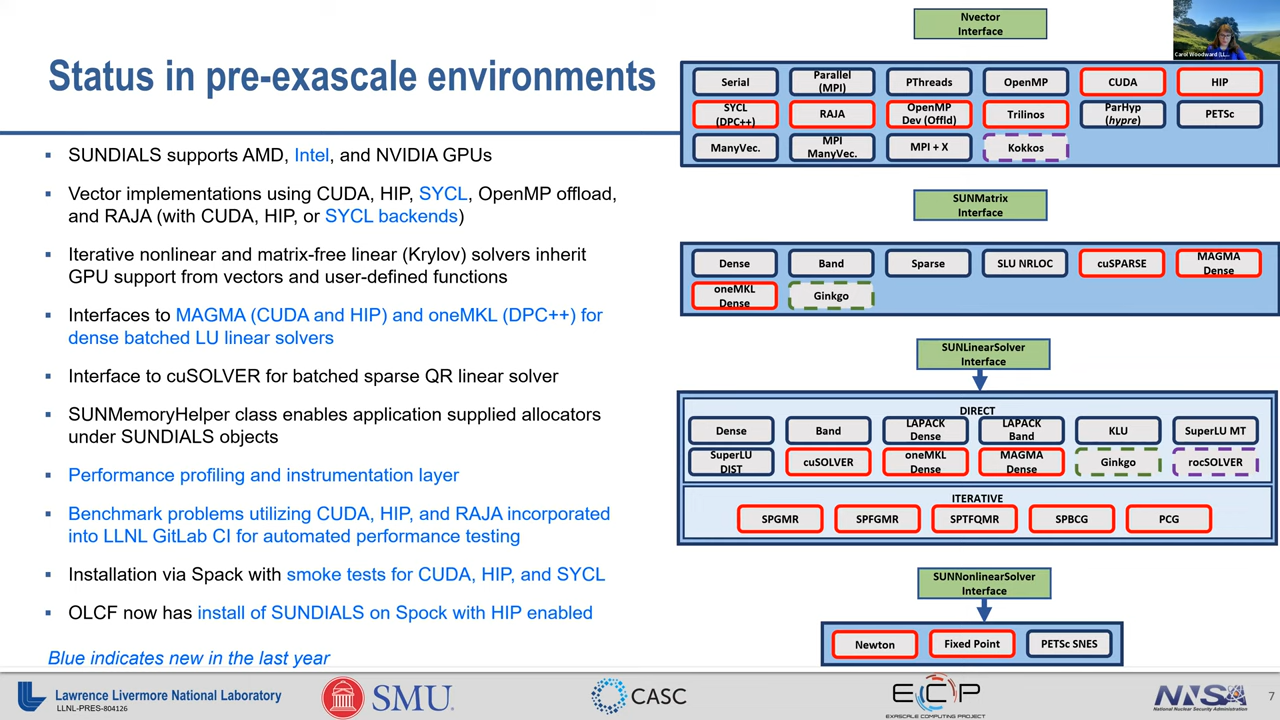 Status in pre-exascale environments
▪ SUNDIALS supports AMD, Intel, and NVIDIA GPUs
▪ Vector implementations using CUDA, HIP, SYCL, OpenMP offload,
and RAJA (with CUDA, HIP, or SYCL backends)
▪ Iterative nonlinear and matrix-free linear (Krylov) solvers inherit
GPU support from vectors and user-defined functions
▪ Interfaces to MAGMA (CUDA and HIP) and oneMKL (DPC++) for
dense batched LU linear solvers
▪ Interface to cuSOLVER for batched sparse QR linear solver
▪ SUNMemoryHelper class enables application supplied allocators
under SUNDIALS objects
▪ Performance profiling and instrumentation layer
▪ Benchmark problems utilizing CUDA, HIP, and RAJA incorporated
into LLNL GitLab CI for automated performance testing
▪ Installation via Spack with smoke tests for CUDA, HIP, and SYCL
▪ OLCF now has install of SUNDIALS on Spock with HIP enabled
Blue indicates new in the last year
Nvector
Interface
Carol Woodward (LL...
Serial
Parallel
(MPI)
PThreads
OpenMP
CUDA
HIP
SYCL
(DPC++)
RAJA
OpenMP
Dev (Offld)
Trilinos
ParHyp
(hypre)
PETSc
ManyVec.
MPI
ManyVec.
MPI + X
Kokkos
SUNMatrix
Interface
Dense
Band
Sparse
SLU NRLOC
cuSPARSE
MAGMA
Dense
oneMKL
Dense
Ginkgo
SUNLinearSolver
Interface
DIRECT
Dense
Band
LAPACK
Dense
LAPACK
Band
KLU
SuperLU MT
SuperLU
DIST
cuSOLVER
oneMKL
Dense
MAGMA
Dense
Ginkgo
rocSOLVER
ITERATIVE
SPGMR
SPFGMR
SPTFQMR
SPBCG
PCG
SUNNonlinearSolver
Interface
Newton
Fixed Point
PETSc SNES
Lawrence Livermore National Laboratory
LLNL-PRES-804126
SMU.
CASC
ECP
EXASCALE COMPUTING PROJECT
NNSA
National Nuclear Security Administration
7